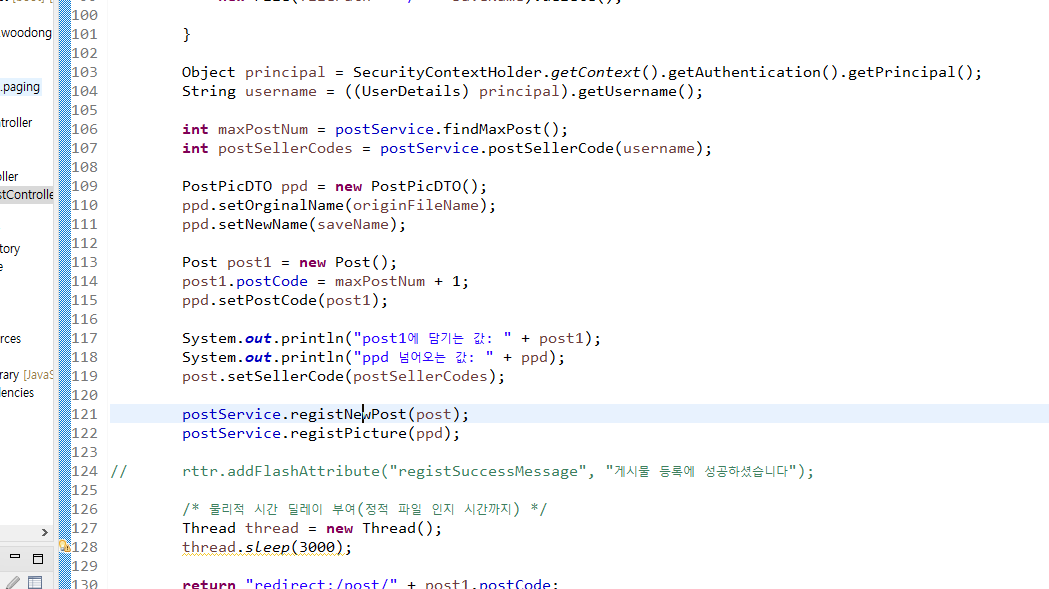 woodong
.paging
troller
ller
stControlle
tory
e
rces
rary [JavaS
encies
100
101 }
102
103 Object principal = SecurityContextHolder.getContext().getAuthentication().getPrincipal();
104 String username = ((UserDetails) principal).getUsername();
105
106 int maxPostNum = postService.findMaxPost();
107 int postSellerCodes = postService.postSellerCode(username);
108
109 PostPicDTO ppd = new PostPicDTO();
110 ppd.setOrginalName(originFileName);
111 ppd.setNewName(saveName);
112
113 Post post1 = new Post();
114 post1.postCode = maxPostNum + 1;
115 ppd.setPostCode(post1);
116
117 System.out.println("post1에 담기는 값: " + post1);
118 System.out.println("ppd 넘어오는 값: " + ppd);
119 post.setSellerCode(postSellerCodes);
120
121 postService.registNewPost(post);
122 postService.registPicture(ppd);
123
124 // rttr.addFlashAttribute("registSuccessMessage", "게시물 등록에 성공하셨습니다");
125
126 /* 물리적 시간 딜레이 부여(정적 파일 인지 시간까지) */
127 Thread thread = new Thread();
128 thread.sleep(3000);
129
130 return "redirect:/post/" + post1.postCode;